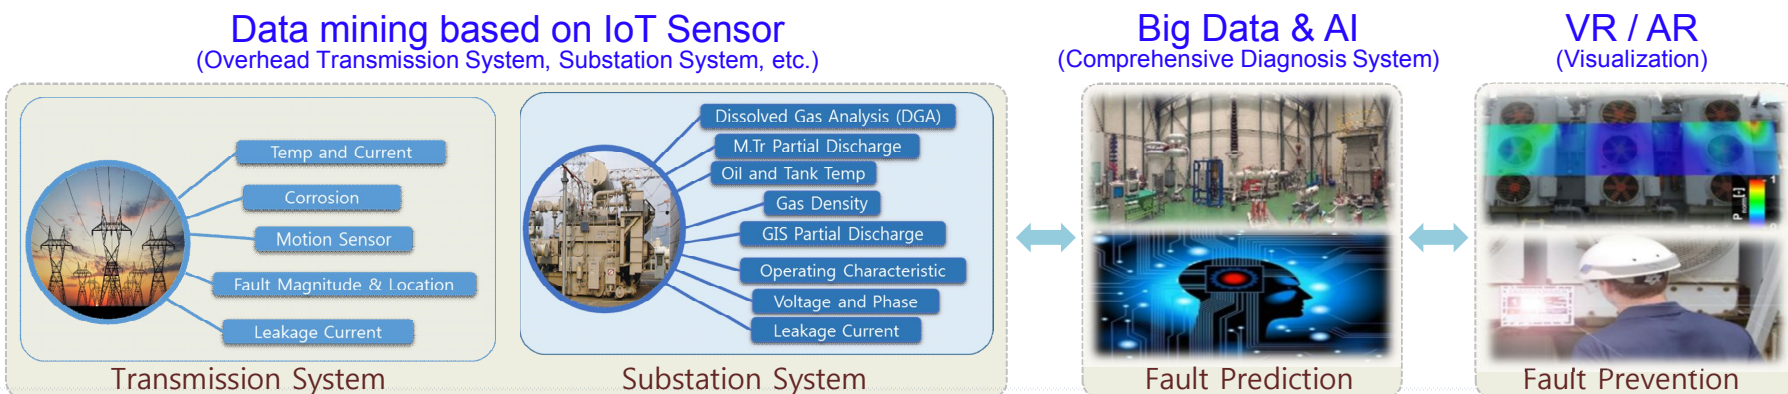 Data mining based on IoT Sensor
(Overhead Transmission System, Substation System, etc.)
Temp and Current
Corrosion
Motion Sensor
Fault Magnitude & Location
Leakage Current
Transmission System
Dissolved Gas Analysis (DGA)
M.Tr Partial Discharge
Oil and Tank Temp
Gas Density
GIS Partial Discharge
Operating Characteristic
Voltage and Phase
Leakage Current
Substation System
Big Data & AI
(Comprehensive Diagnosis System)
Fault Prediction
VR / AR
(Visualization)
Fault Prevention